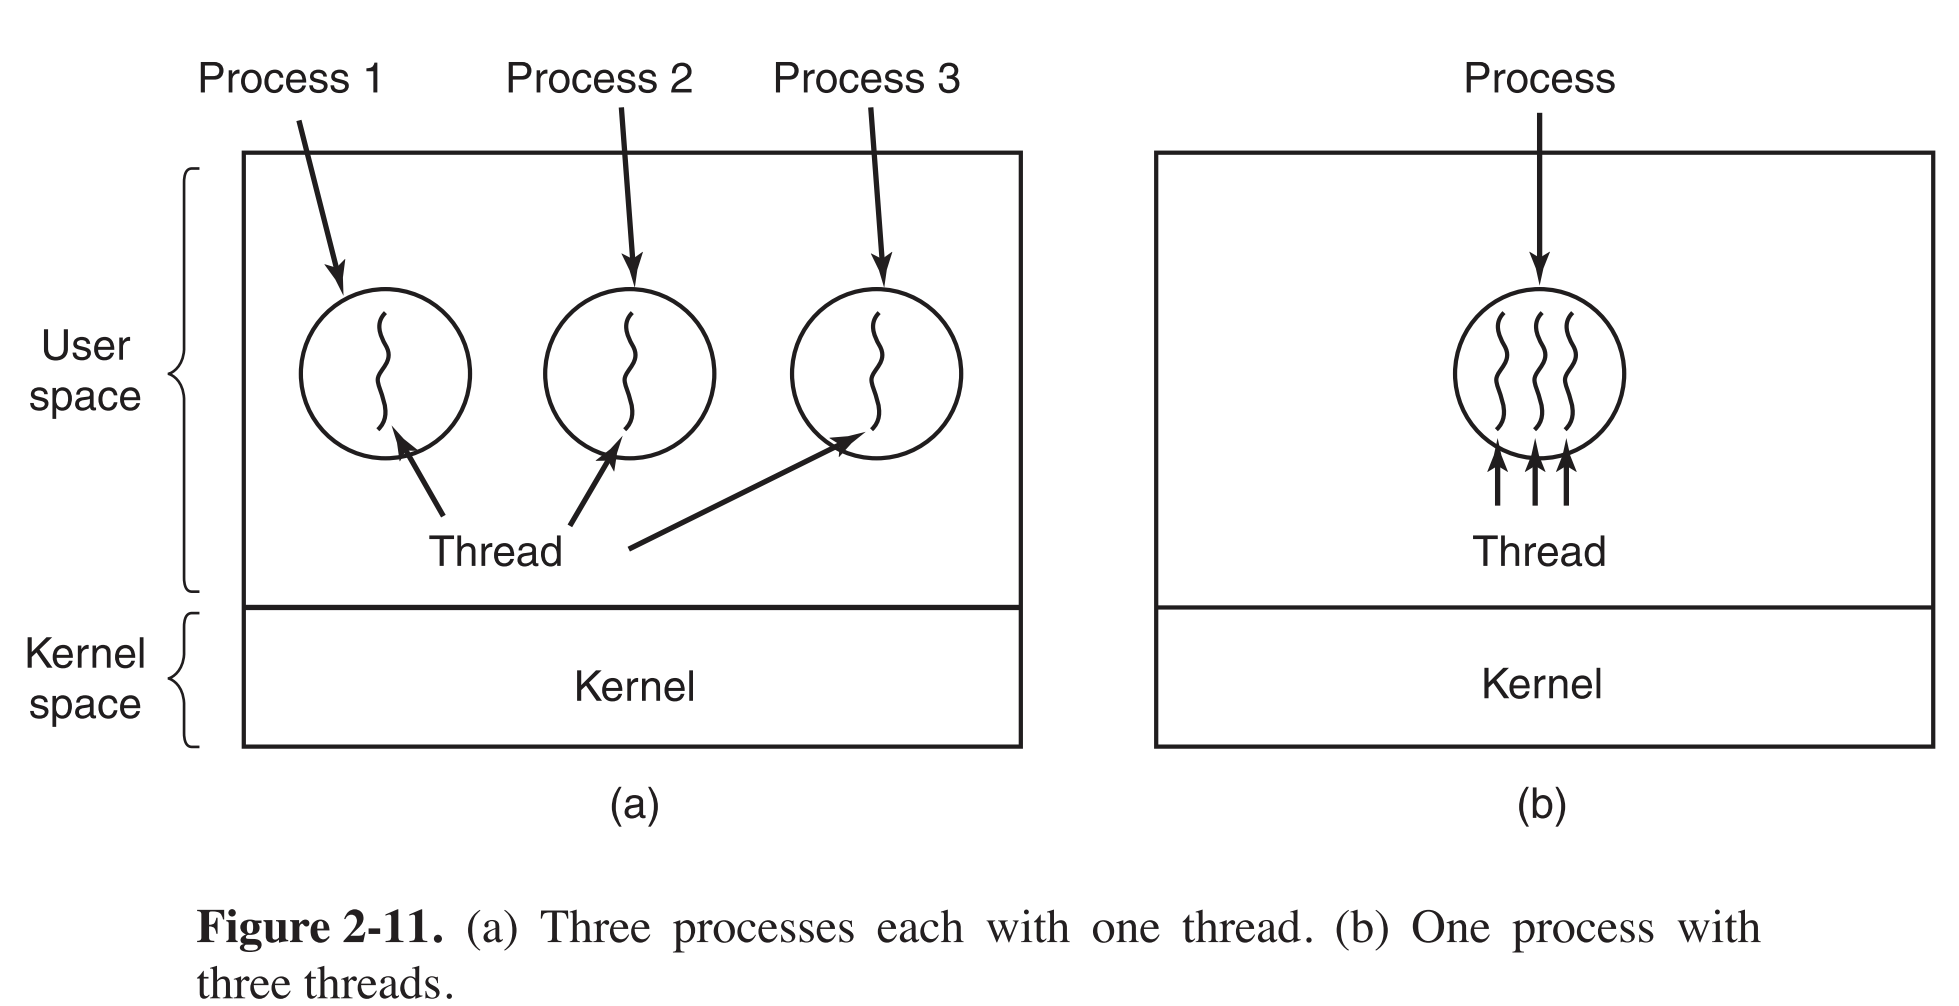 Process 1
Process 2
Process 3
Process
User
space
Thread
Thread
Kernel
space
Kernel
Kernel
(a)
(b)
Figure 2-11. (a) Three processes each with one thread. (b) One process with
three threads.